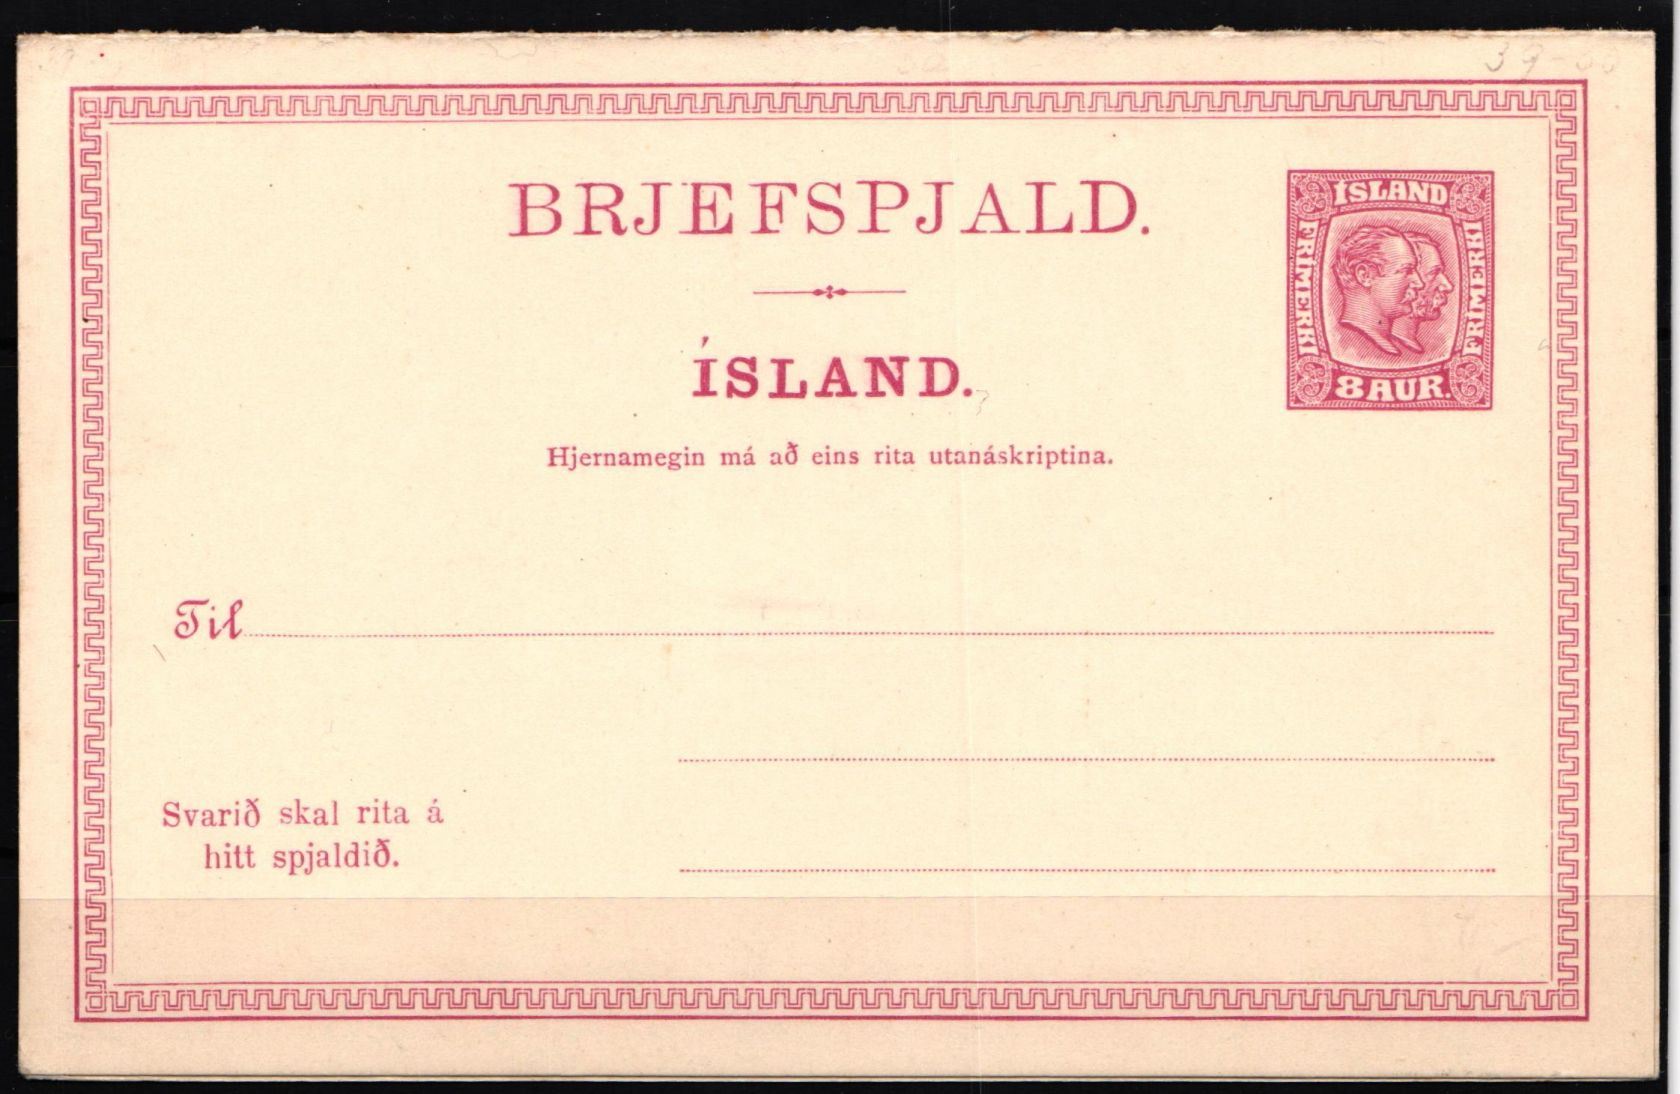 39-
BRJEFSPJALD.
ÍSLAND
FRÍMERKI
FRÍMERKI
8 AUR.
ÍSLAND.
Hjernamegin má að eins rita utanáskriptina.
Til
Svarið skal rita á
hitt spjaldið.